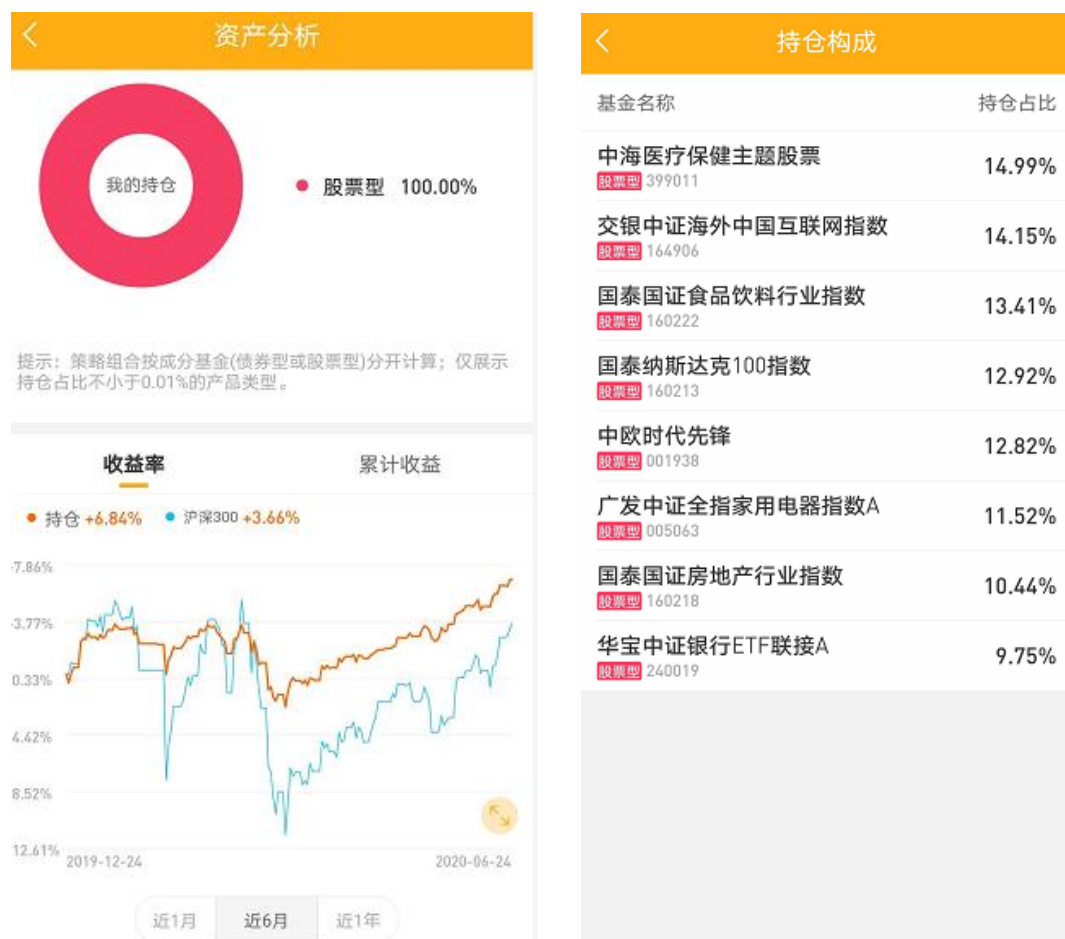 资产分析
我的持仓
股票型 100.00%
提示：策略组合按成分基金(债券型或股票型)分开计算；仅展示
持仓占比不小于0.01%的产品类型。
收益率 累计收益
持仓 +6.84% 沪深300 +3.66%
-7.86%
-3.77%
0.33%
4.42%
8.52%
12.61%
2019-12-24 2020-06-24
近1月 近6月 近1年
持仓构成
基金名称 持仓占比
中海医疗保健主题股票 14.99%
股票型 399011
交银中证海外中国互联网指数 14.15%
股票型 164906
国泰国证食品饮料行业指数 13.41%
股票型 160222
国泰纳斯达克100指数 12.92%
股票型 160213
中欧时代先锋 12.82%
股票型 001938
广发中证全指家用电器指数A 11.52%
股票型 005063
国泰国证房地产行业指数 10.44%
股票型 160218
华宝中证银行ETF联接A 9.75%
股票型 240019